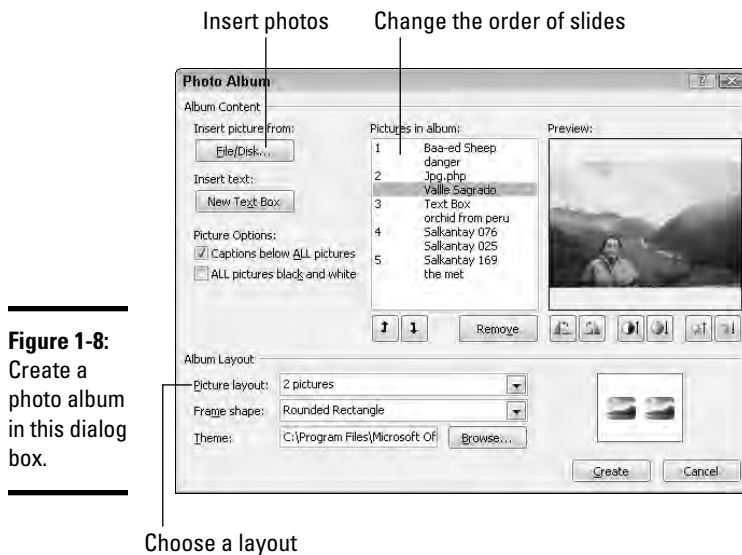 Insert photos
Change the order of slides
Photo Album
Album Content
Insert picture from:
File/Disk...
Insert text:
New Text Box
Picture Options:
Captions below ALL pictures
ALL pictures black and white
Pictures in album:
1 Baa-ed Sheep
danger
2 Jpg.php
Vallle Sagrado
3 Text Box
orchid from peru
4 Salkantay 076
Salkantay 025
5 Salkantay 169
the met
Remove
Preview:
Album Layout
Picture layout: 2 pictures
Frame shape: Rounded Rectangle
Theme: C:\Program Files\Microsoft Of Browse...
Create Cancel
Figure 1-8:
Create a
photo album
in this dialog
box.
Choose a layout